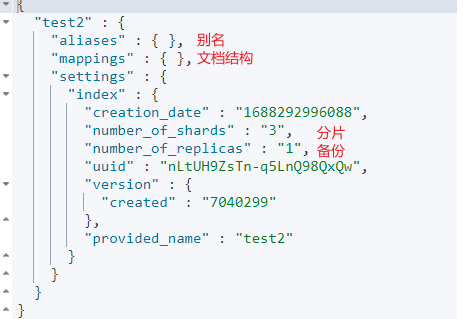 {
"test2" : {
"aliases" : { }, 别名
"mappings" : { }, 文档结构
"settings" : {
"index" : {
"creation_date" : "1688292996088",
"number_of_shards" : "3", 分片
"number_of_replicas" : "1", 备份
"uuid" : "nLtUH9ZsTn-q5LnQ98QxQw",
"version" : {
"created" : "7040299"
},
"provided_name" : "test2"
}
}
}
}